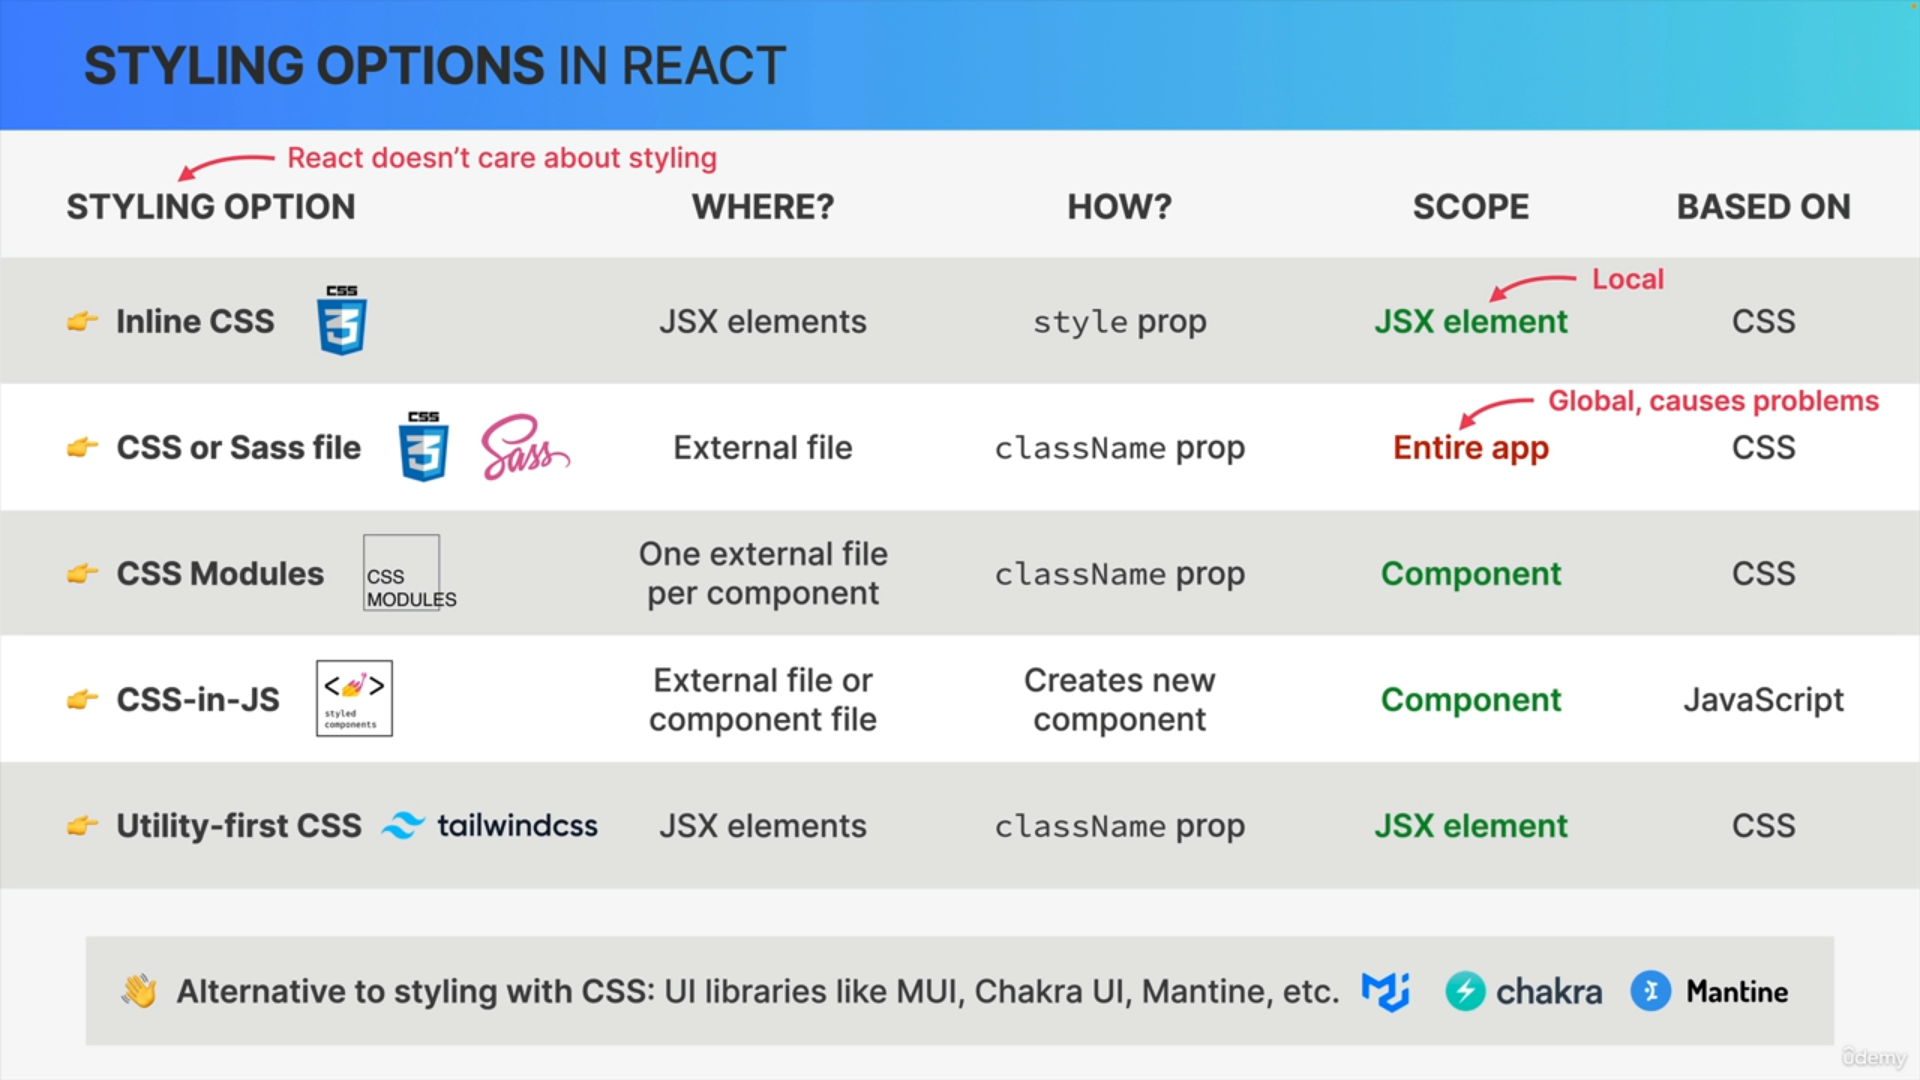 STYLING OPTIONS IN REACT
React doesn’t care about styling
STYLING OPTION WHERE? HOW? SCOPE BASED ON
Local
Inline CSS CSS 3 JSX elements style prop JSX element CSS
Global, causes problems
CSS or Sass file CSS 3 Sass External file className prop Entire app CSS
CSS Modules CSS MODULES One external file per component className prop Component CSS
CSS-in-JS < > styled components External file or component file Creates new component Component JavaScript
Utility-first CSS tailwindcss JSX elements className prop JSX element CSS
Alternative to styling with CSS: UI libraries like MUI, Chakra UI, Mantine, etc. chakra Mantine
ûdemy